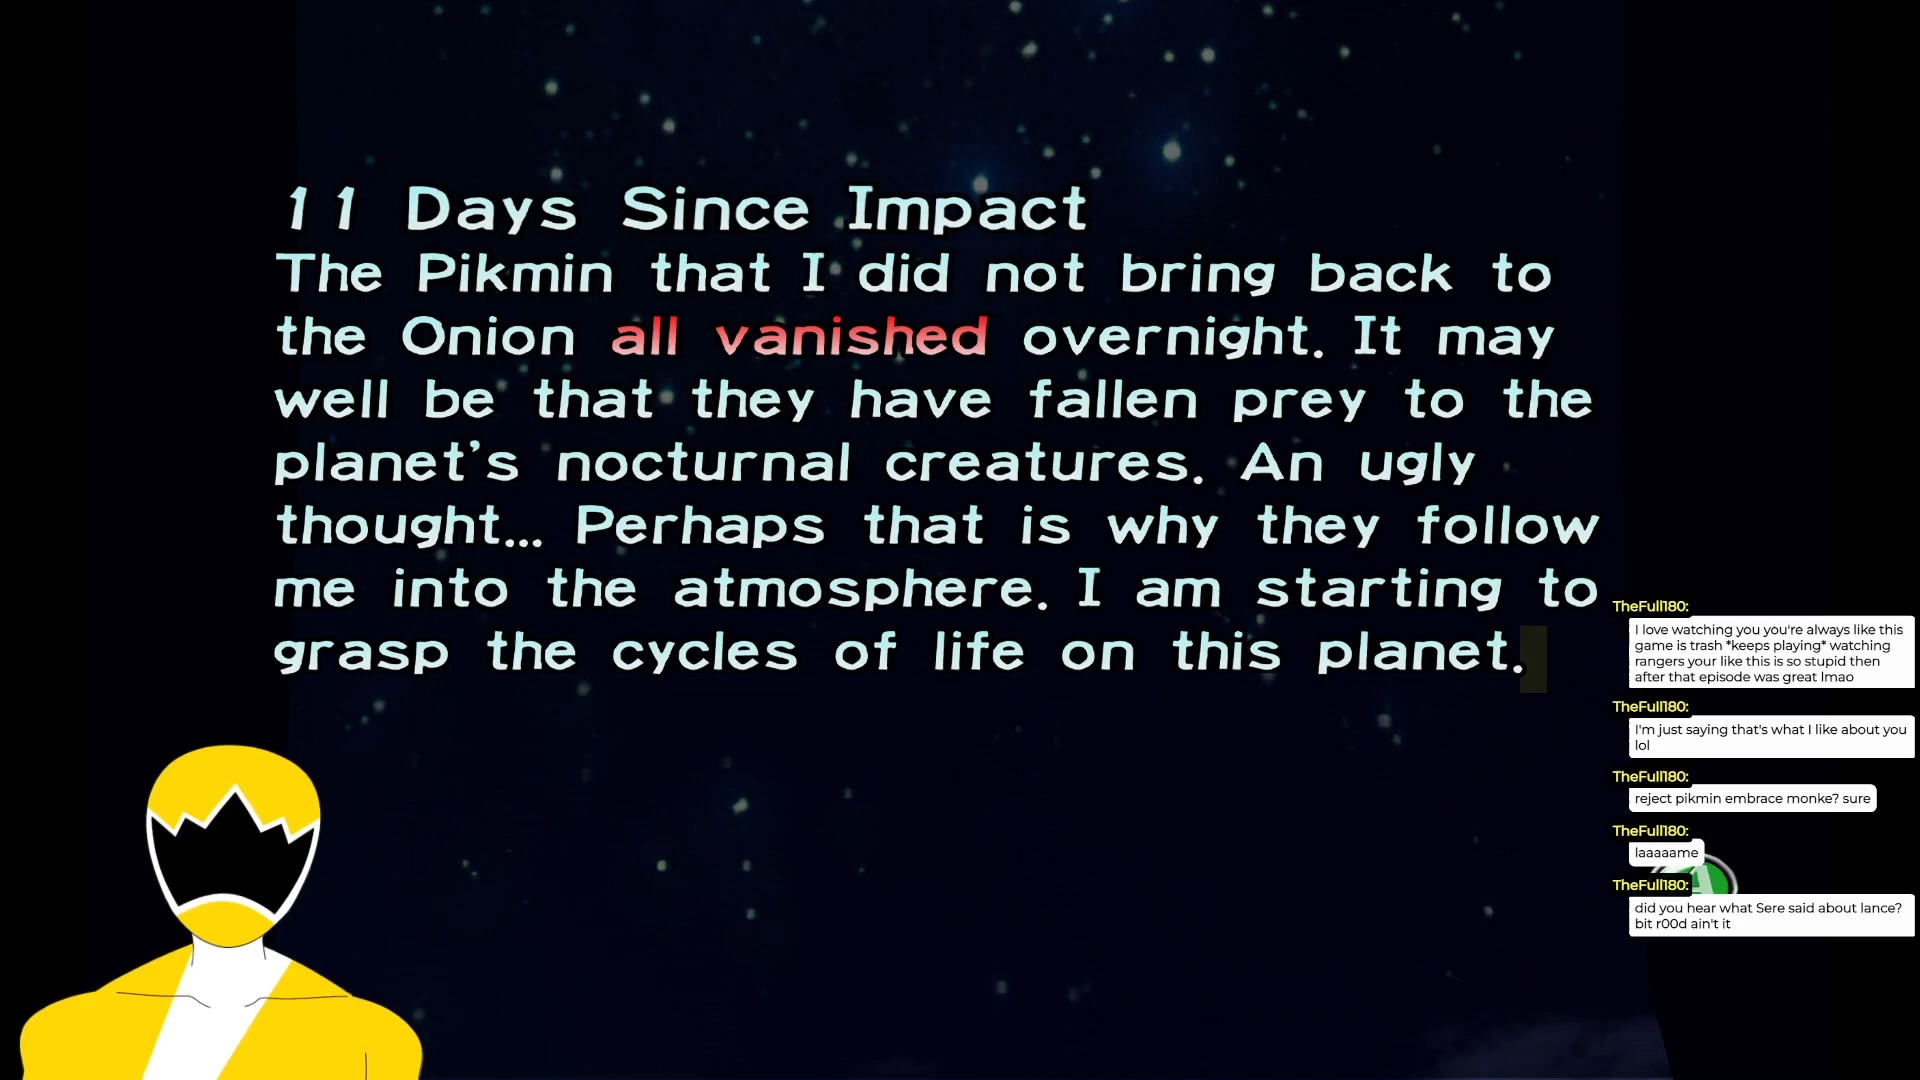 11 Days Since Impact
The Pikmin that I did not bring back to
the Onion all vanished overnight. It may
well be that they have fallen prey to the
planet's nocturnal creatures. An ugly
thought... Perhaps that is why they follow
me into the atmosphere. I am starting to
grasp the cycles of life on this planet.
TheFull180:
I love watching you you're always like this
game is trash *keeps playing* watching
rangers your like this is so stupid then
after that episode was great lmao
TheFull180:
I'm just saying that's what I like about you
lol
TheFull180:
reject pikmin embrace monke? sure
TheFull180:
laaaaame
A
TheFull180:
did you hear what Sere said about lance?
bit r00d ain't it